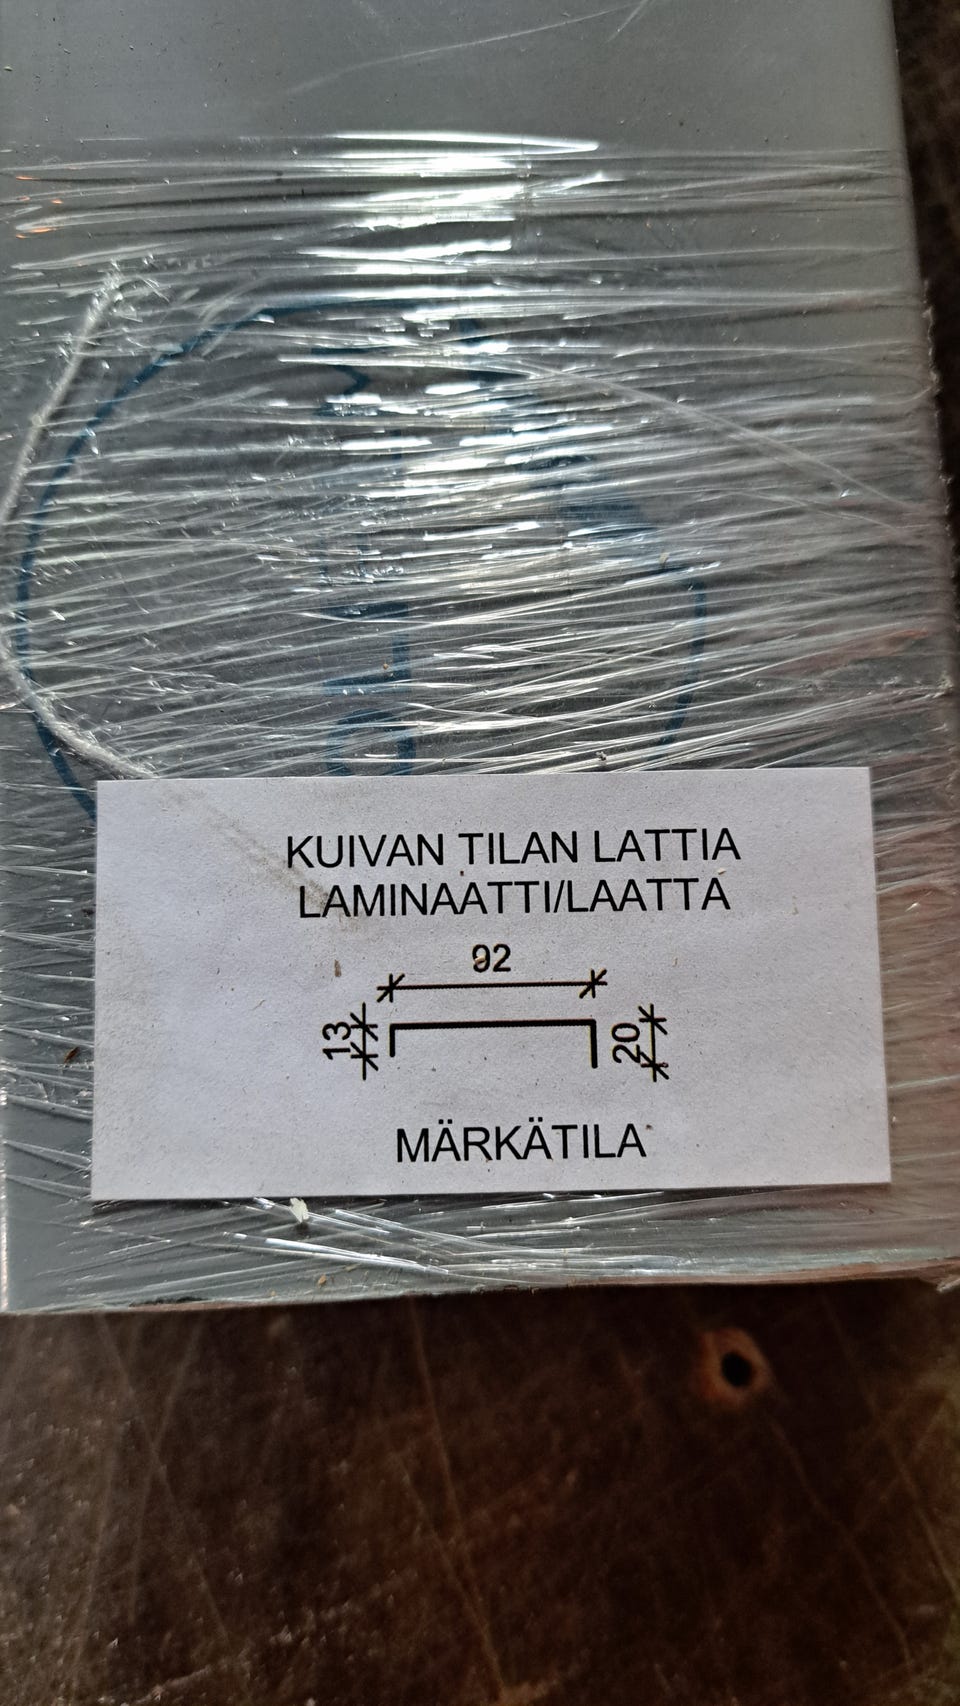 KUIVAN TILAN LATTIA
LAMINAATTI/LAATTA
92
13
20
MÄRKÄTILA